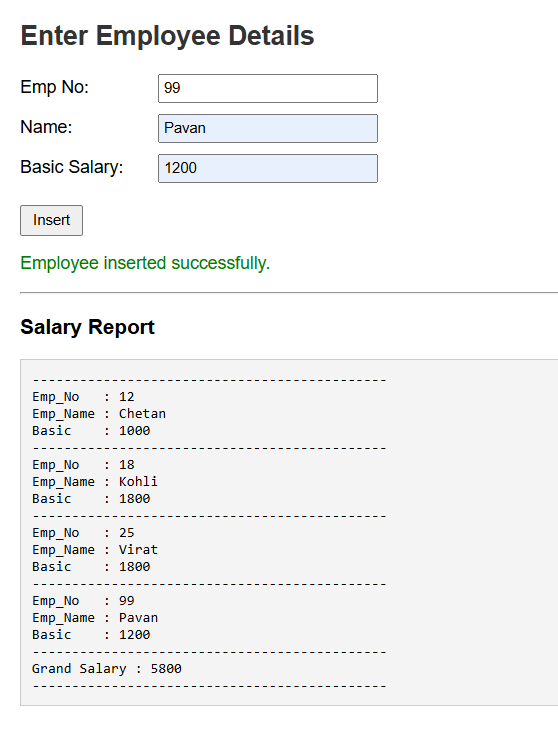 Enter Employee Details
Emp No: 99
Name: Pavan
Basic Salary: 1200
Insert
Employee inserted successfully.
Salary Report
---------------------------------------------
Emp_No   : 12
Emp_Name : Chetan
Basic    : 1000
---------------------------------------------
Emp_No   : 18
Emp_Name : Kohli
Basic    : 1800
---------------------------------------------
Emp_No   : 25
Emp_Name : Virat
Basic    : 1800
---------------------------------------------
Emp_No   : 99
Emp_Name : Pavan
Basic    : 1200
---------------------------------------------
Grand Salary : 5800
---------------------------------------------